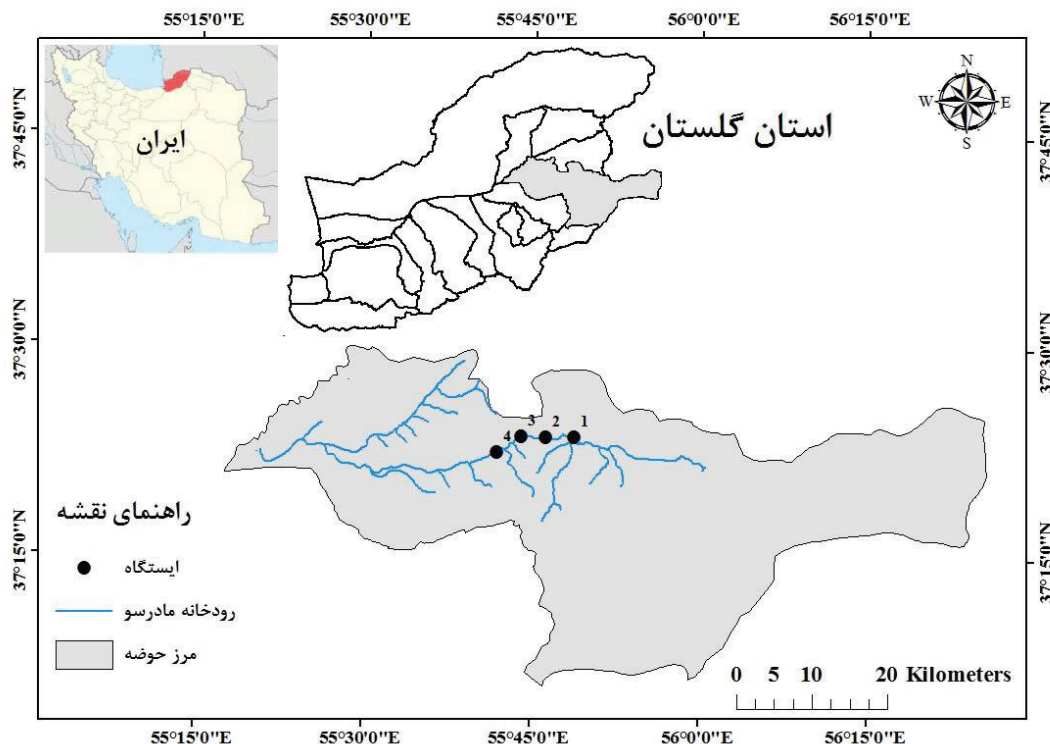 55°15'0"E 55°30'0"E 55°45'0"E 56°0'0"E 56°15'0"E
ایران
استان گلستان
N
W E
S
37°45'0"N 37°45'0"N
37°30'0"N 37°30'0"N
4 3 2 1
راهنمای نقشه
ایستگاه
رودخانه مادرسو
مرز حوضه
37°15'0"N 37°15'0"N
0 5 10 20 Kilometers
55°15'0"E 55°30'0"E 55°45'0"E 56°0'0"E 56°15'0"E